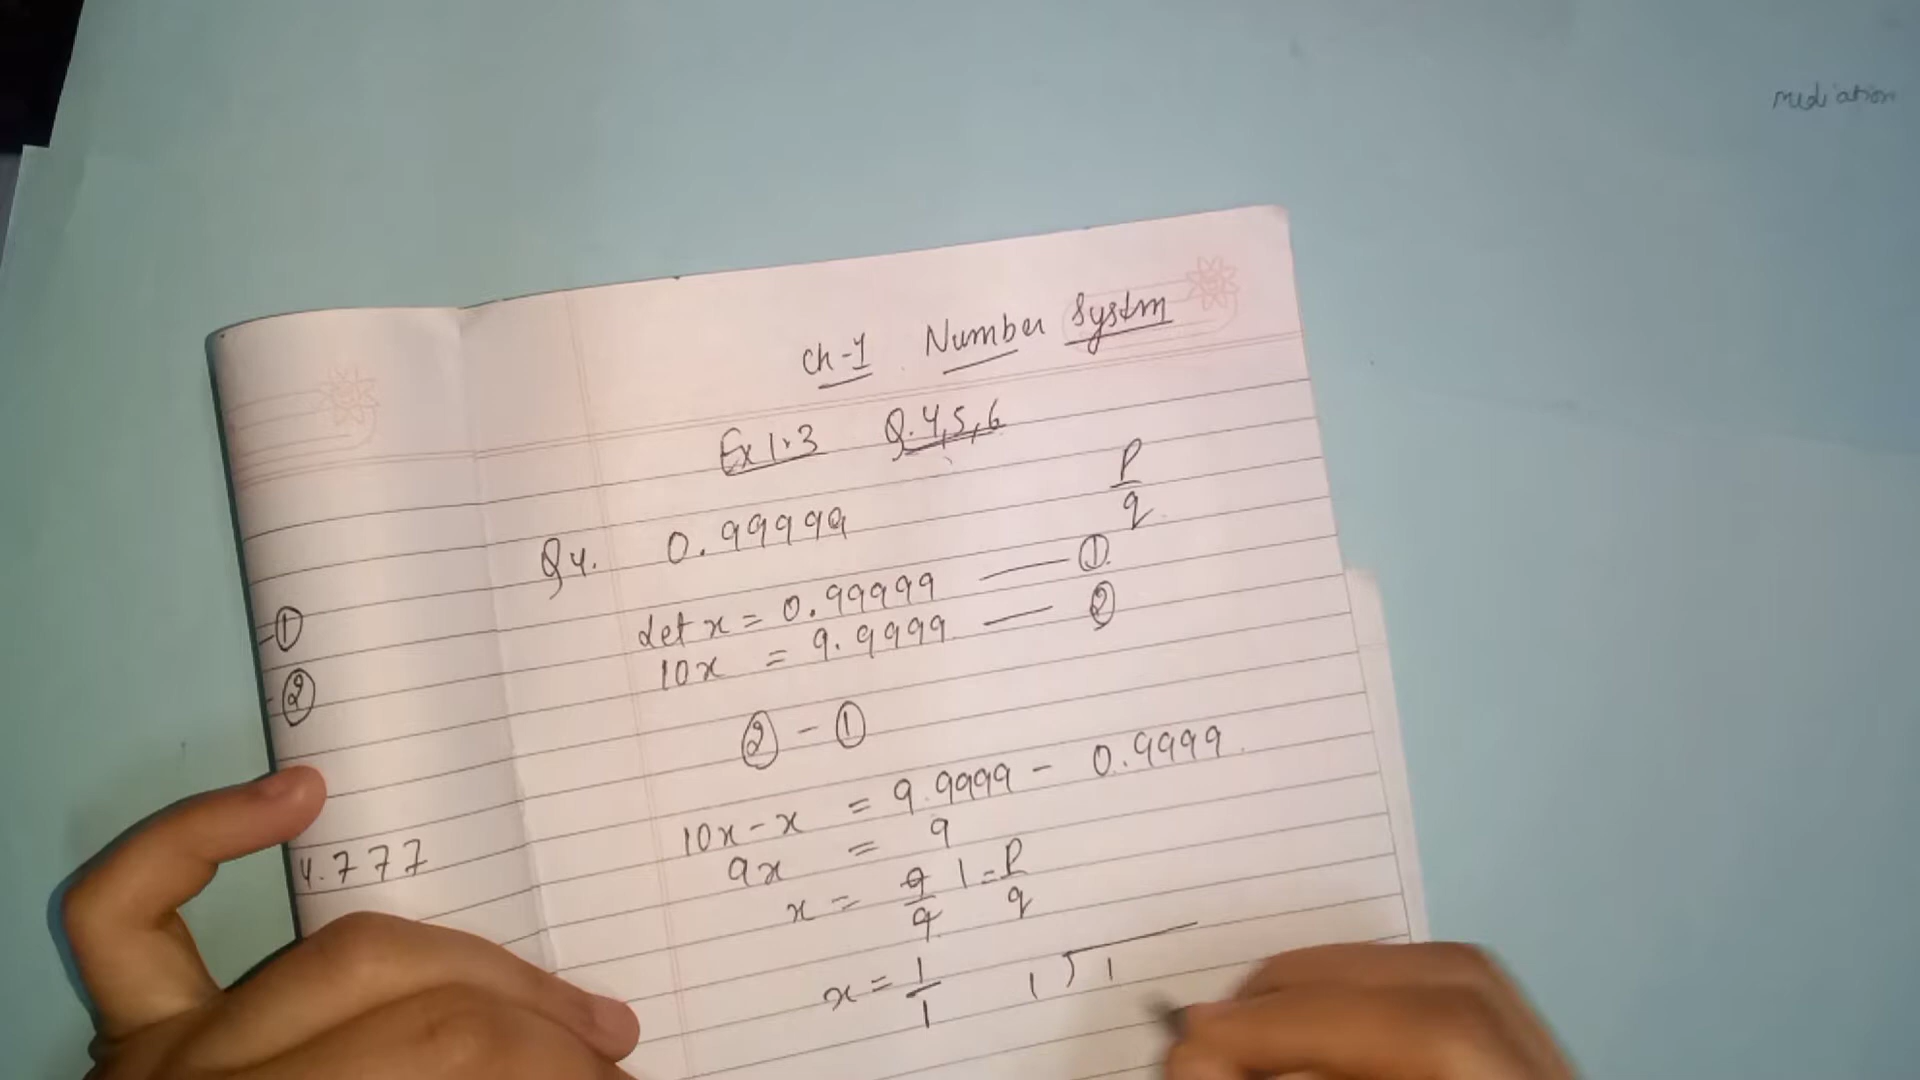 mediation
Ch-1 Number System
Ex 1.3 Q.4,5,6
P/q
Q4. 0.99999
Let x = 0.99999 — ①
10x = 9.9999 — ②
② - ①
10x - x = 9.9999 - 0.9999
9x = 9
x = 9/9 1 = P/q
x = 1/1 1)1
①
②
4.777